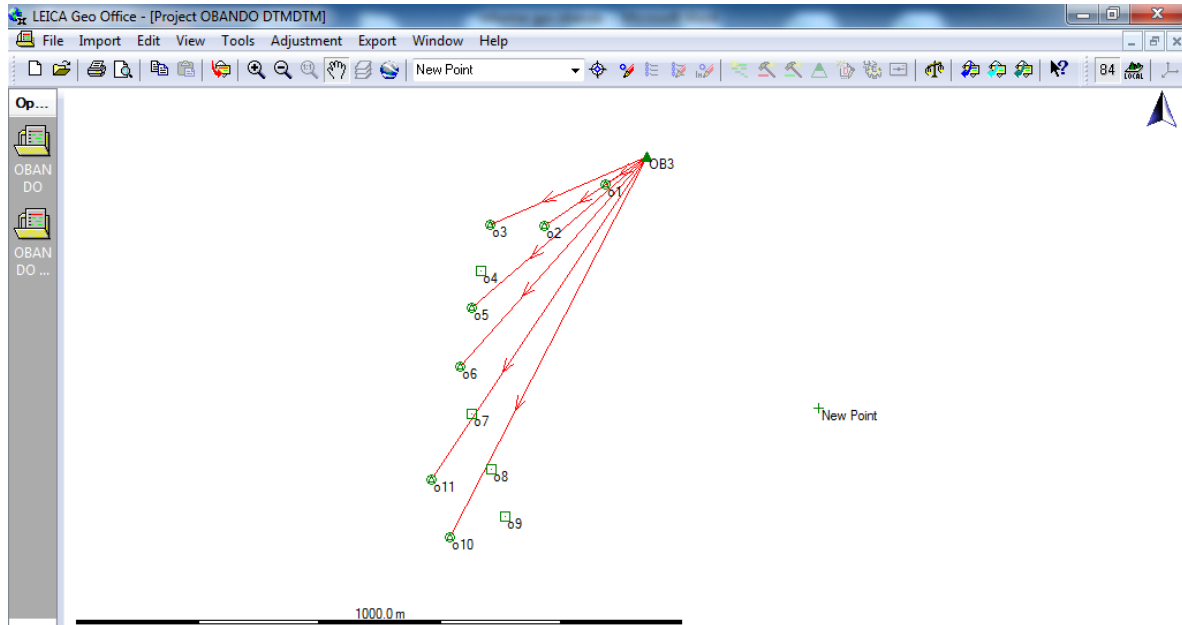 LEICA Geo Office - [Project OBANDO DTMDTM]
File Import Edit View Tools Adjustment Export Window Help
New Point
84
LOCAL
Op...
OBAN
DO
OBAN
DO ...
OB3
o1
o3
o2
o4
o5
o6
o7
New Point
o8
o11
o9
o10
1000.0 m